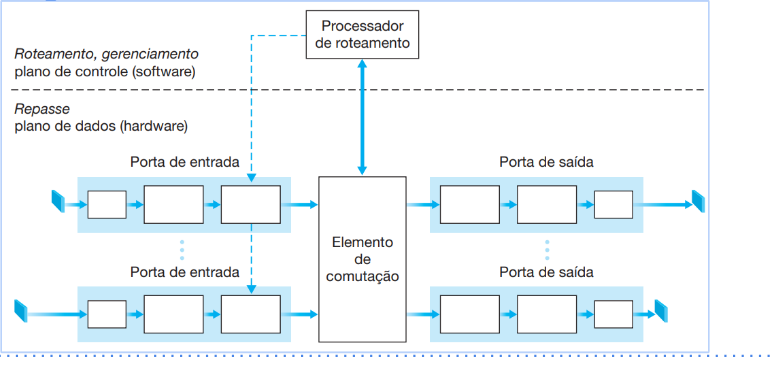 Processador
de roteamento
Roteamento, gerenciamento
plano de controle (software)
Repasse
plano de dados (hardware)
Porta de entrada
Porta de saída
Elemento
de
comutação
Porta de entrada
Porta de saída